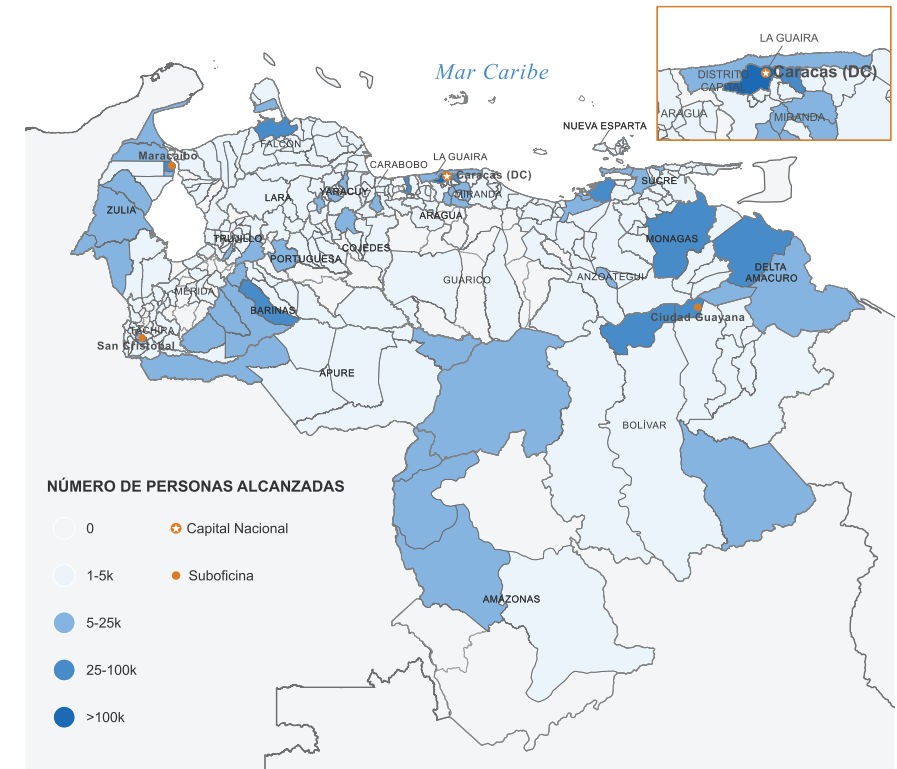 LA GUAIRA
Caracas (DC)
DISTRITO
CAPITAL
ARAGUA
MIRANDA
Mar Caribe
NUEVA ESPARTA
FALCÓN
Maracaibo
CARABOBO
LA GUAIRA
Caracas (DC)
SUCRE
ZULIA
LARA
YARACUY
MIRANDA
ARAGUA
TRUJILLO
COJEDES
PORTUGUESA
MONAGAS
GUÁRICO
ANZOÁTEGUI
DELTA
AMACURO
MÉRIDA
BARINAS
Ciudad Guayana
TÁCHIRA
San Cristóbal
APURE
BOLÍVAR
AMAZONAS
NÚMERO DE PERSONAS ALCANZADAS
0
Capital Nacional
1-5k
Suboficina
5-25k
25-100k
>100k